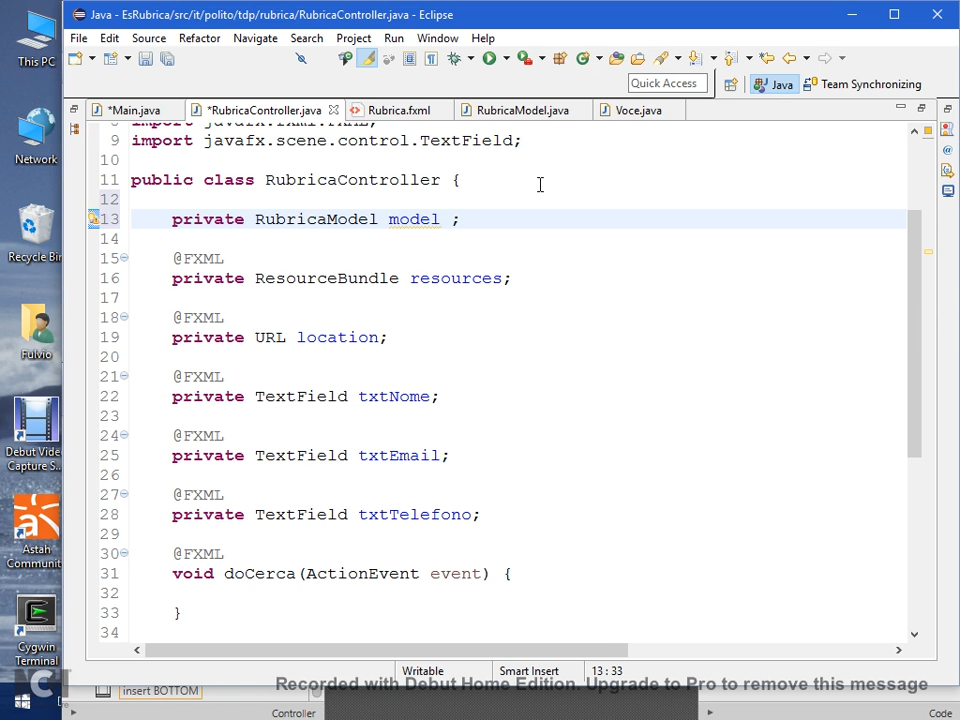 This PC
Network
Recycle Bin
Fulvio
Debut Video
Capture S...
Astah
Communit
Cygwin
Terminal
Java - EsRubrica/src/it/polito/tdp/rubrica/RubricaController.java - Eclipse
File Edit Source Refactor Navigate Search Project Run Window Help
Quick Access Java Team Synchronizing
*Main.java *RubricaController.java Rubrica.fxml RubricaModel.java Voce.java
9 import javafx.scene.control.TextField;
10
11 public class RubricaController {
12
13 private RubricaModel model ;
14
15 @FXML
16 private ResourceBundle resources;
17
18 @FXML
19 private URL location;
20
21 @FXML
22 private TextField txtNome;
23
24 @FXML
25 private TextField txtEmail;
26
27 @FXML
28 private TextField txtTelefono;
29
30 @FXML
31 void doCerca(ActionEvent event) {
32
33 }
34
Writable Smart Insert 13 : 33
Recorded with Debut Home Edition. Upgrade to Pro to remove this message
insert BOTTOM
Controller Code